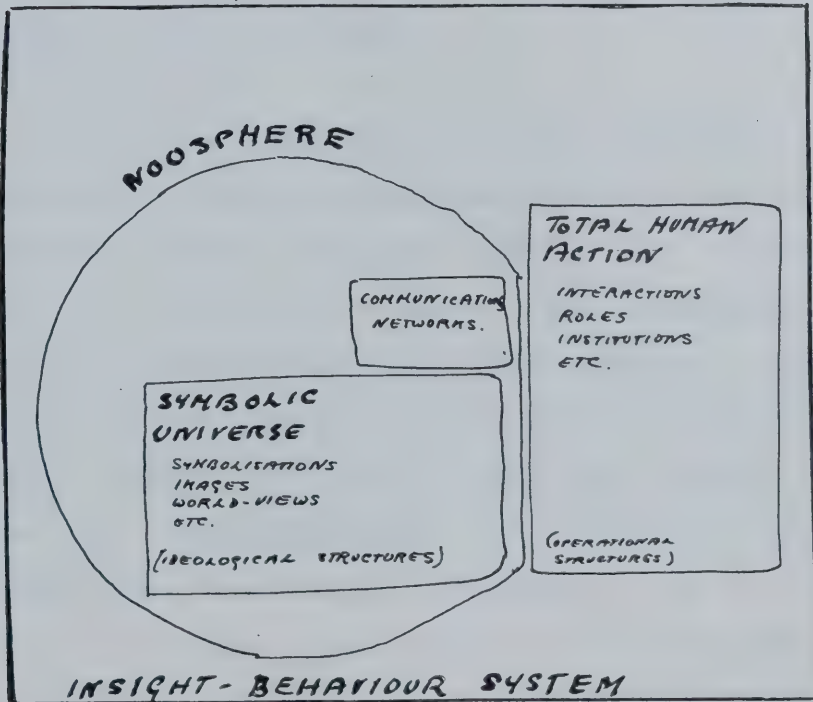 NOOSPHERE
TOTAL HUMAN
ACTION
INTERACTIONS
ROLES
INSTITUTIONS
ETC.
(OPERATIONAL
STRUCTURES)
COMMUNICATIONS
NETWORKS.
SYMBOLIC
UNIVERSE
SYMBOLISATIONS
IMAGES
WORLD-VIEWS
ETC.
(IDEOLOGICAL STRUCTURES)
INSIGHT-BEHAVIOUR SYSTEM